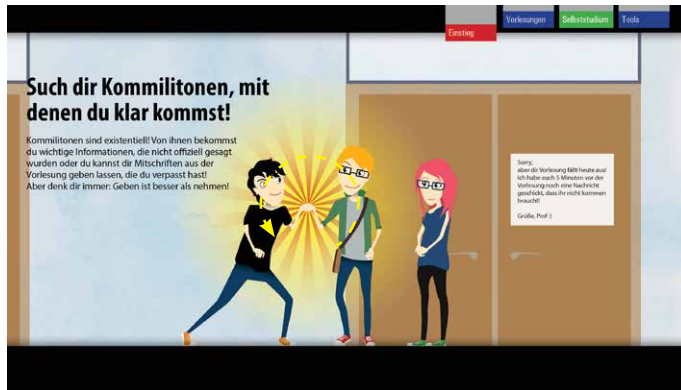 Einstieg
Vorlesungen
Selbststudium
Tools
Such dir Kommilitonen, mit
denen du klar kommst!
Kommilitonen sind existentiell! Von ihnen bekommst
du wichtige Informationen, die nicht offiziell gesagt
wurden oder du kannst dir Mitschriften aus der
Vorlesung geben lassen, die du verpasst hast!
Aber denk dir immer: Geben ist besser als nehmen!
Sorry,
aber die Vorlesung fällt heute aus!
Ich habe euch 5 Minuten vor der
Vorlesung noch eine Nachricht
geschickt, dass ihr nicht kommen
braucht!
Grüße, Prof :)